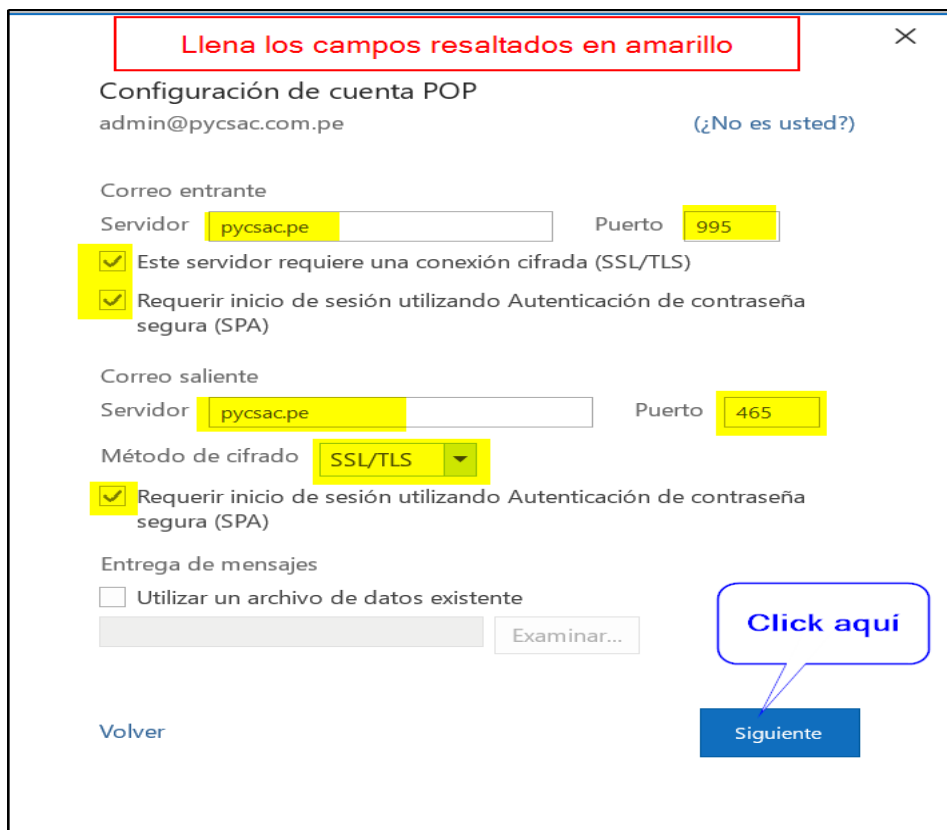 Llena los campos resaltados en amarillo
Configuración de cuenta POP
admin@pycsac.com.pe (¿No es usted?)
Correo entrante
Servidor pycsac.pe Puerto 995
Este servidor requiere una conexión cifrada (SSL/TLS)
Requerir inicio de sesión utilizando Autenticación de contraseña
segura (SPA)
Correo saliente
Servidor pycsac.pe Puerto 465
Método de cifrado SSL/TLS
Requerir inicio de sesión utilizando Autenticación de contraseña
segura (SPA)
Entrega de mensajes
Utilizar un archivo de datos existente
Examinar...
Click aquí
Volver Siguiente